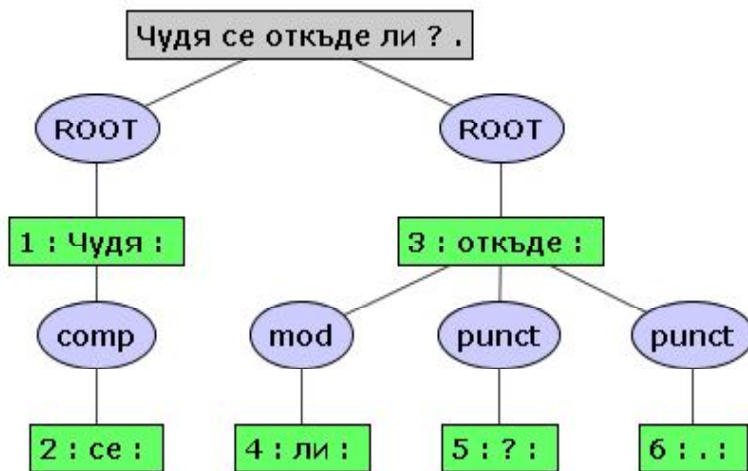 Чудя се откъде ли ? .
ROOT ROOT
1 : Чудя : 3 : откъде :
comp mod punct punct
2 : се : 4 : ли : 5 : ? : 6 : . :